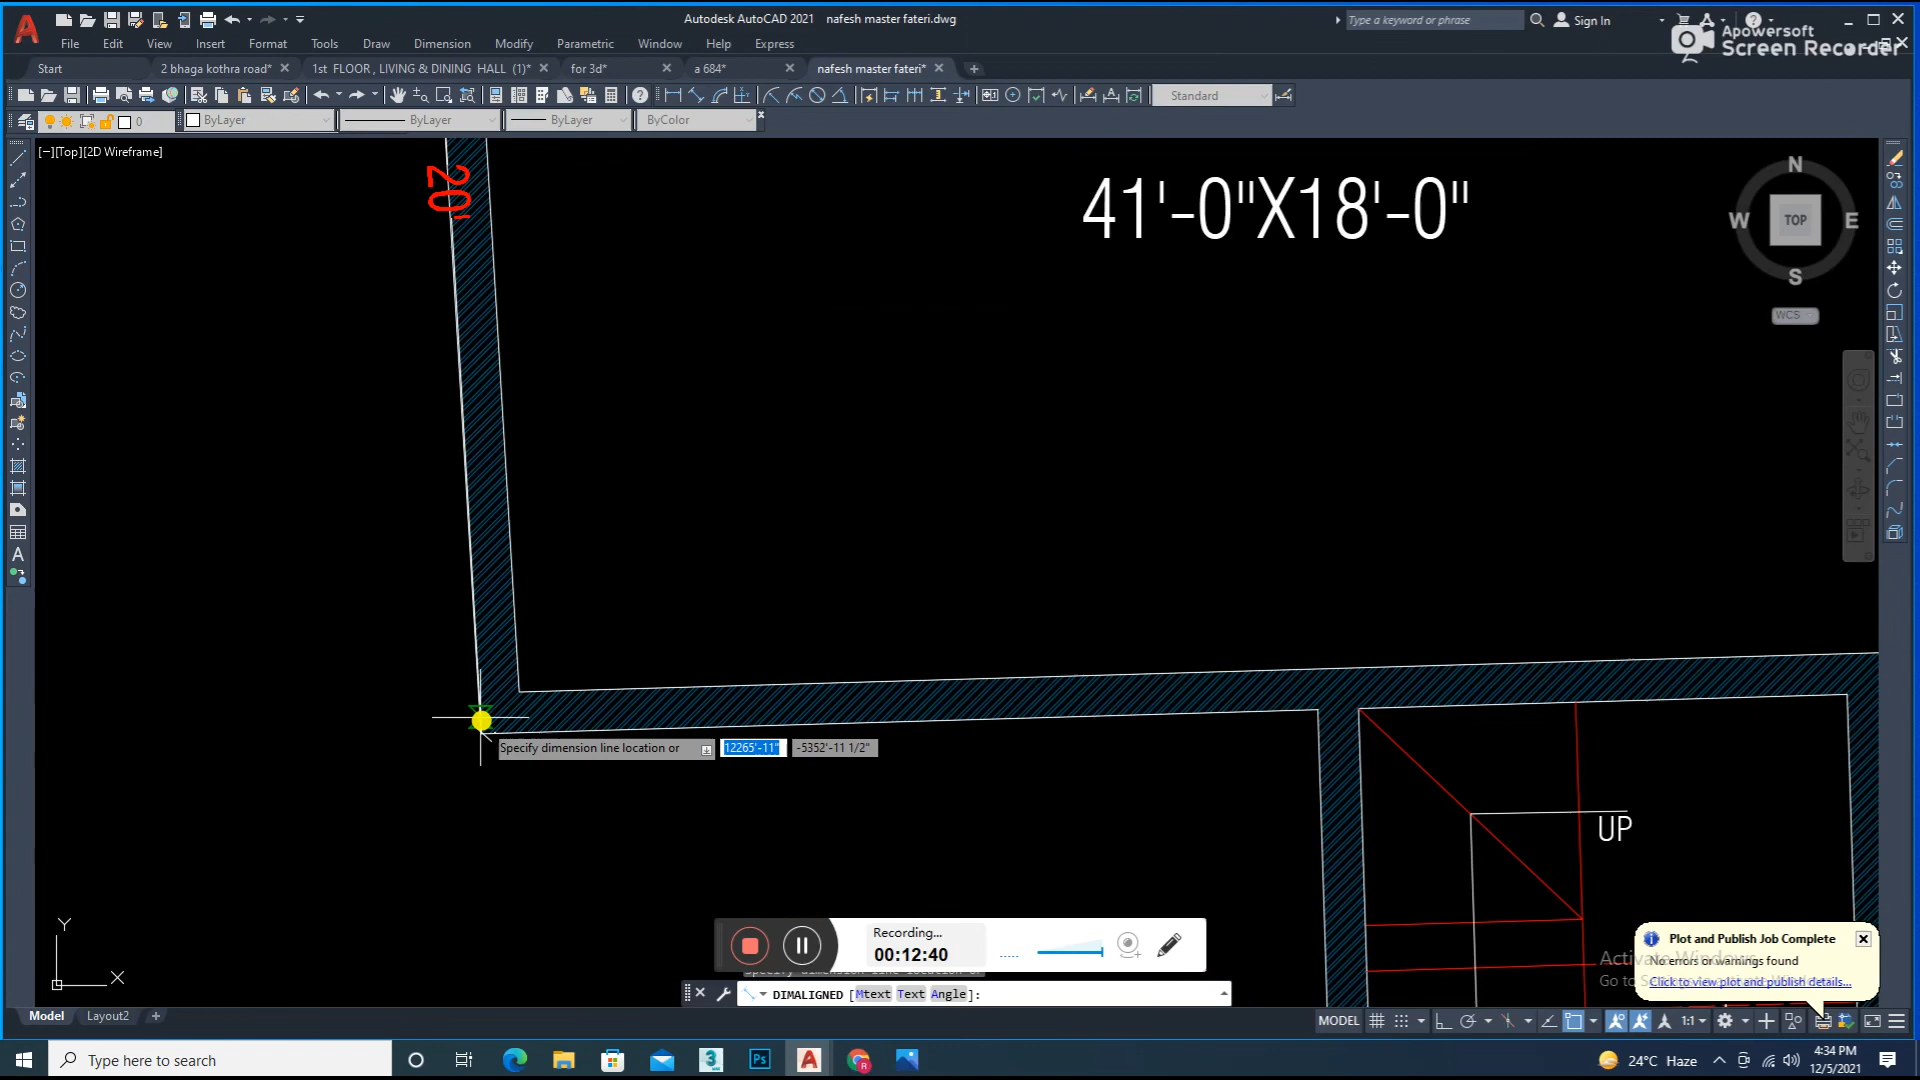 Autodesk AutoCAD 2021 nafesh master fateri.dwg
Type a keyword or phrase
Sign In
Apowersoft
Screen Recorder
File Edit View Insert Format Tools Draw Dimension Modify Parametric Window Help Express
Start
2 bhaga kothra road*
1st FLOOR , LIVING & DINING HALL (1)*
for 3d*
a 684*
nafesh master fateri*
Standard
0
ByLayer
ByLayer
ByLayer
ByColor
[−][Top][2D Wireframe]
20'
41'-0"X18'-0"
N
W
TOP
E
S
WCS
Specify dimension line location or
12265'-11"
-5352'-11 1/2"
UP
Y
X
Recording...
00:12:40
Plot and Publish Job Complete
No errors or warnings found
Click to view plot and publish details...
Activate Windows
DIMALIGNED [Mtext Text Angle]:
Model
Layout2
MODEL
1:1
Type here to search
24°C Haze
4:34 PM
12/5/2021